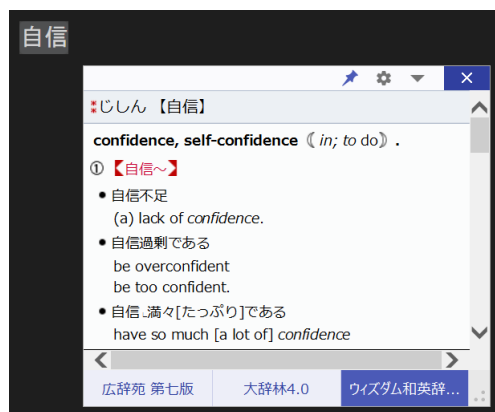 自信
⁑じしん 【自信】
confidence, self-confidence 《in; to do》.
① 【自信~】
● 自信不足
(a) lack of confidence.
● 自信過剰である
be overconfident
be too confident.
● 自信⌞満々[たっぷり]である
have so much [a lot of] confidence
広辞苑 第七版 大辞林4.0 ウィズダム和英辞...